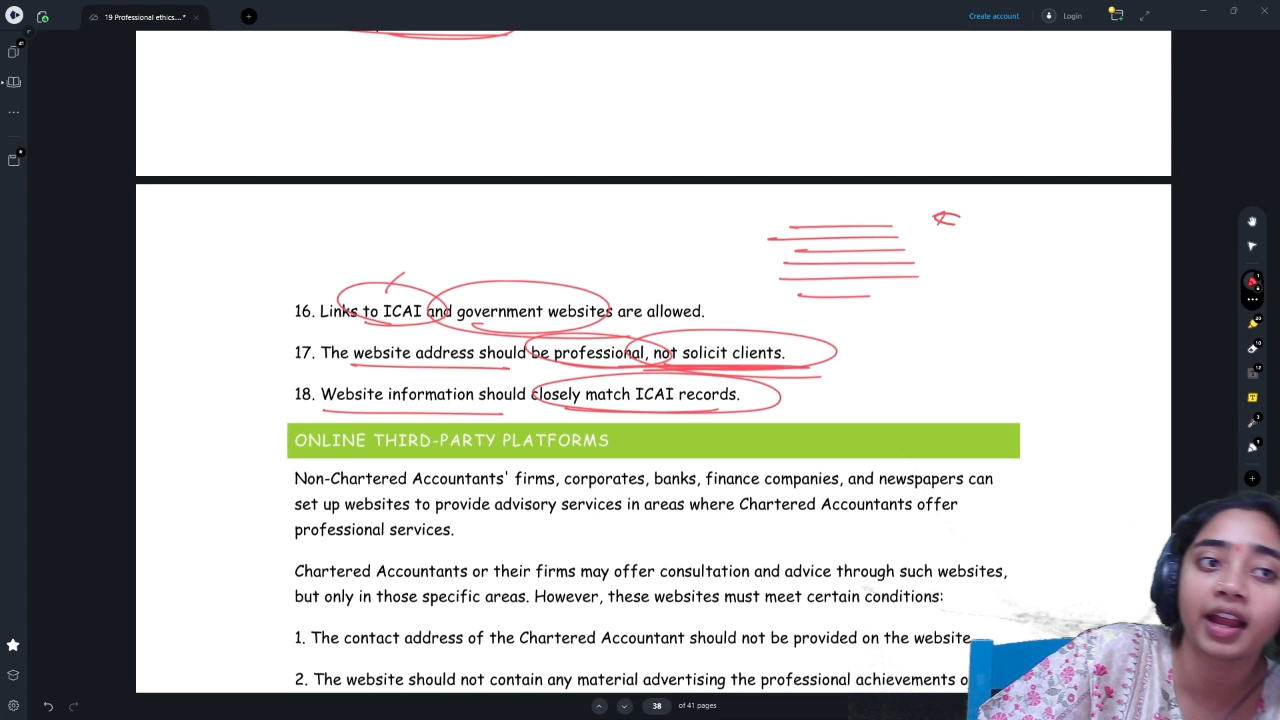 19 Professional ethics....*
Create account
Login
16. Links to ICAI and government websites are allowed.
17. The website address should be professional, not solicit clients.
18. Website information should closely match ICAI records.
ONLINE THIRD-PARTY PLATFORMS
Non-Chartered Accountants' firms, corporates, banks, finance companies, and newspapers can
set up websites to provide advisory services in areas where Chartered Accountants offer
professional services.
Chartered Accountants or their firms may offer consultation and advice through such websites,
but only in those specific areas. However, these websites must meet certain conditions:
1. The contact address of the Chartered Accountant should not be provided on the website
2. The website should not contain any material advertising the professional achievements
38 of 41 pages